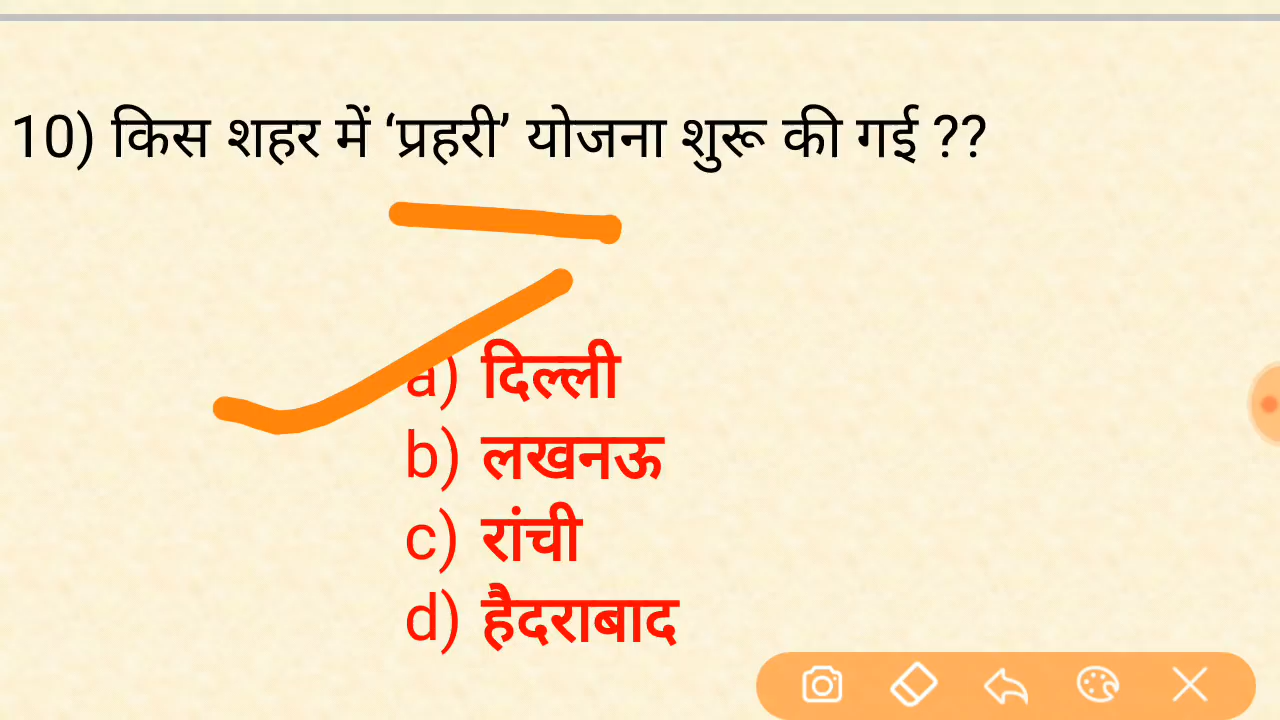 10) किस शहर में ‘प्रहरी’ योजना शुरू की गई ??
a) दिल्ली
b) लखनऊ
c) रांची
d) हैदराबाद